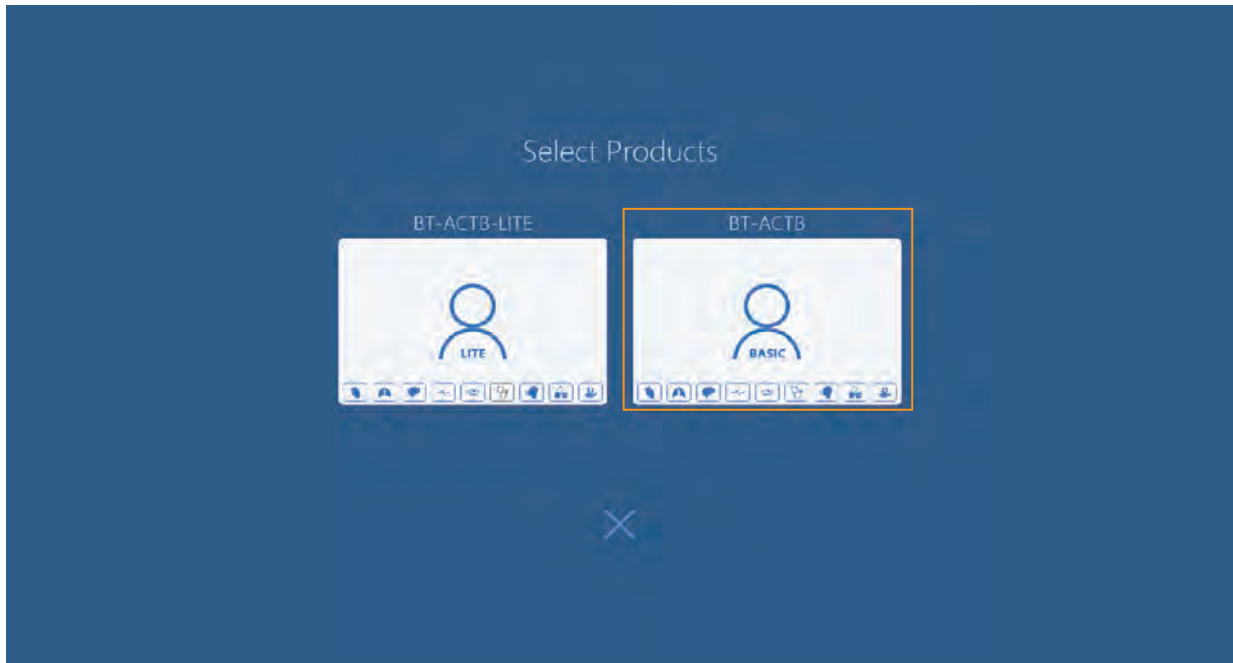 Select Products
BT-ACTB-LITE
BT-ACTB
LITE
BASIC